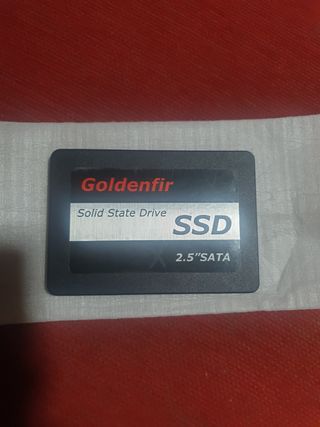 Goldenfir
Solid State Drive
SSD
2.5"SATA